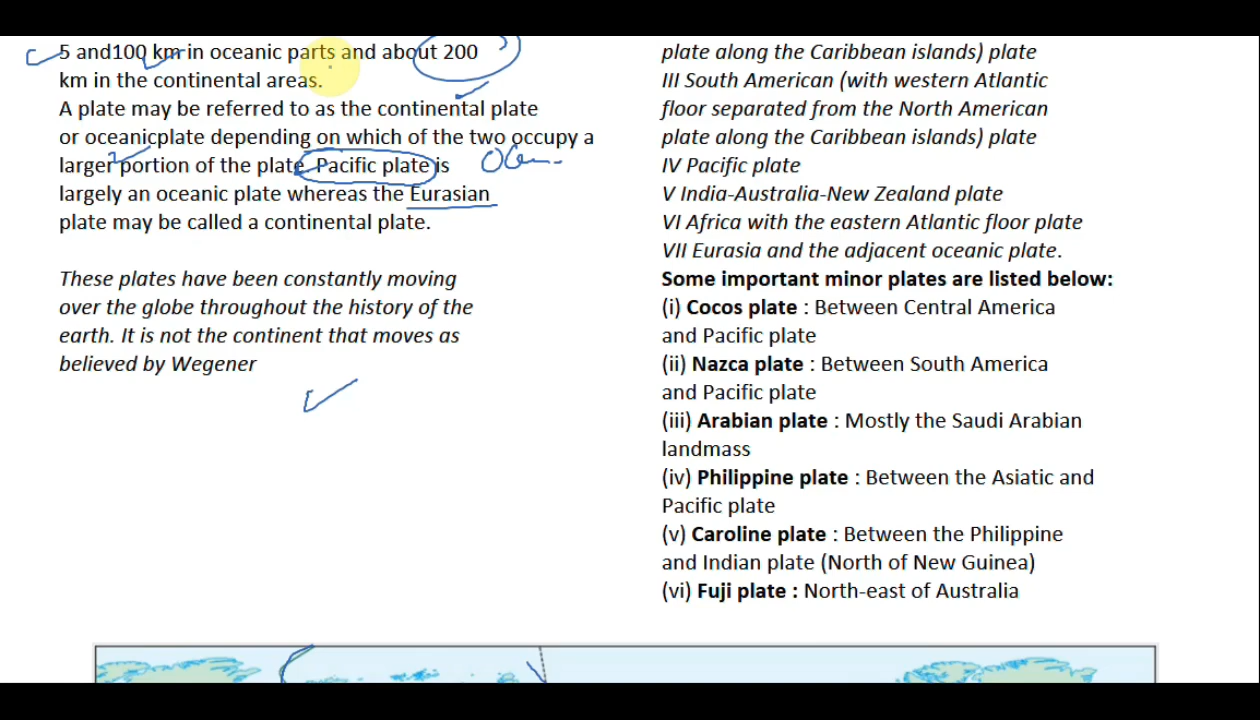 5 and100 km in oceanic parts and about 200
km in the continental areas.
A plate may be referred to as the continental plate
or oceanicplate depending on which of the two occupy a
larger portion of the plate. Pacific plate is
largely an oceanic plate whereas the Eurasian
plate may be called a continental plate.
These plates have been constantly moving
over the globe throughout the history of the
earth. It is not the continent that moves as
believed by Wegener
plate along the Caribbean islands) plate
III South American (with western Atlantic
floor separated from the North American
plate along the Caribbean islands) plate
IV Pacific plate
V India-Australia-New Zealand plate
VI Africa with the eastern Atlantic floor plate
VII Eurasia and the adjacent oceanic plate.
Some important minor plates are listed below:
(i) Cocos plate : Between Central America
and Pacific plate
(ii) Nazca plate : Between South America
and Pacific plate
(iii) Arabian plate : Mostly the Saudi Arabian
landmass
(iv) Philippine plate : Between the Asiatic and
Pacific plate
(v) Caroline plate : Between the Philippine
and Indian plate (North of New Guinea)
(vi) Fuji plate : North-east of Australia